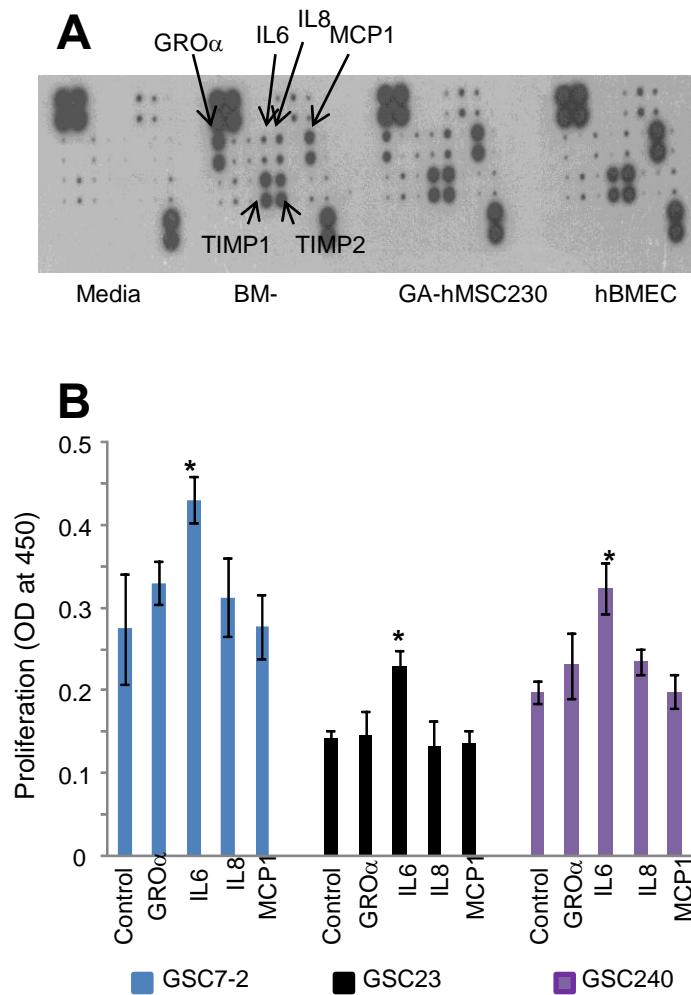 A
GROα
IL6
IL8
MCP1
TIMP1
TIMP2
Media
BM-
GA-hMSC230
hBMEC
B
Proliferation (OD at 450)
0.5
0.4
0.3
0.2
0.1
0
*
*
*
Control
GROα
IL6
IL8
MCP1
Control
GROα
IL6
IL8
MCP1
Control
GROα
IL6
IL8
MCP1
GSC7-2
GSC23
GSC240